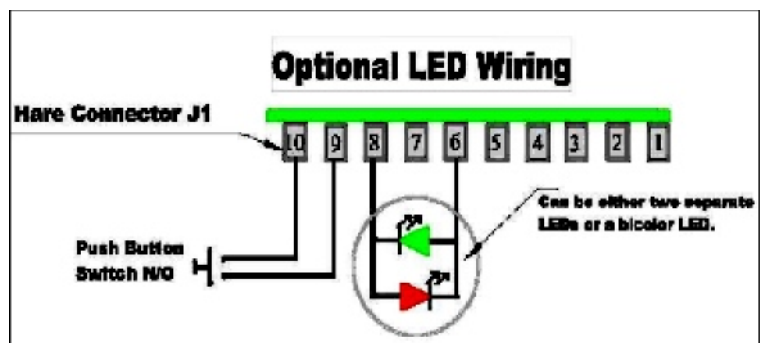 Optional LED Wiring
Hare Connector J1
10 9 8 7 6 5 4 3 2 1
Can be either two separate
LEDs or a bicolor LED.
Push Button
Switch N/O